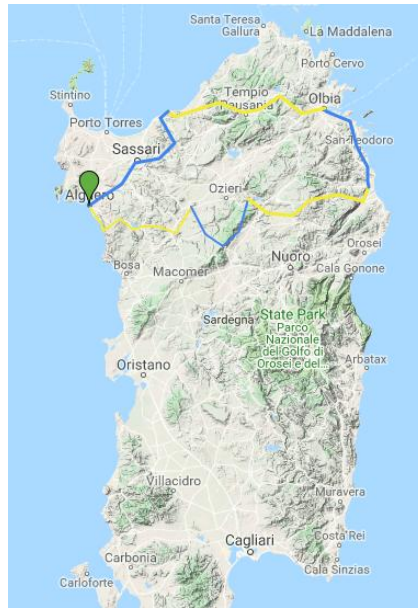 Santa Teresa
Gallura
La Maddalena
Porto Cervo
Stintino
Tempio
Pausania
Olbia
Porto Torres
San Teodoro
Sassari
Alghero
Ozieri
Orosei
Nuoro
Bosa
Macomer
Cala Gonone
State Park
Sardegna
Parco
Nazionale
del Golfo di
Orosei e del...
Arbatax
Oristano
Villacidro
Muravera
Costa Rei
Cagliari
Carbonia
Cala Sinzias
Carloforte